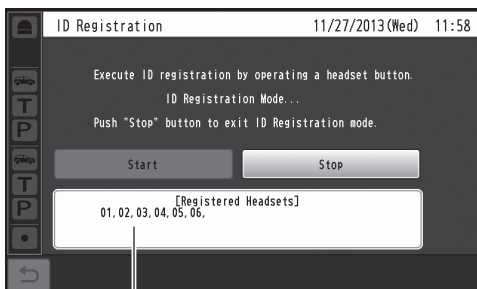 ID Registration 11/27/2013(Wed) 11:58
Execute ID registration by operating a headset button.
ID Registration Mode...
Push "Stop" button to exit ID Registration mode.
T
P
Start Stop
T
P
[Registered Headsets]
01,02,03,04,05,06,